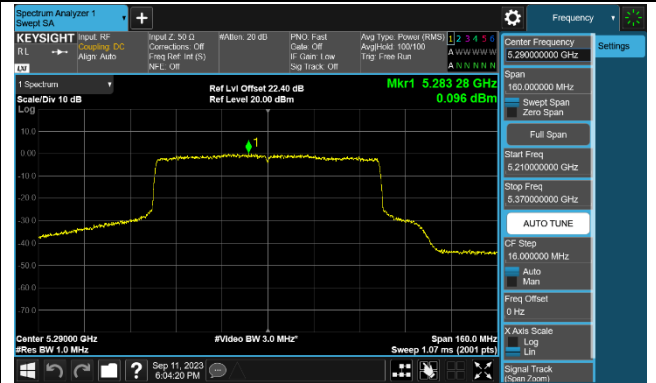 Spectrum Analyzer 1
Swept SA
Frequency
KEYSIGHT
RL
LXI
Input: RF
Coupling: DC
Align: Auto
Input Z: 50 Ω
Corrections: Off
Freq Ref: Int (S)
NFE: Off
#Atten: 20 dB
PNO: Fast
Gate: Off
IF Gain: Low
Sig Track: Off
Avg Type: Power (RMS)
Avg|Hold: 100/100
Trig: Free Run
1 2 3 4 5 6
A W W W W W
A N N N N N
1 Spectrum
Scale/Div 10 dB
Log
Ref Lvl Offset 22.40 dB
Ref Level 20.00 dBm
Mkr1 5.283 28 GHz
0.096 dBm
1
10.0
0.00
-10.0
-20.0
-30.0
-40.0
-50.0
-60.0
-70.0
Center 5.29000 GHz
#Res BW 1.0 MHz
#Video BW 3.0 MHz*
Span 160.0 MHz
Sweep 1.07 ms (2001 pts)
Center Frequency
5.290000000 GHz
Settings
Span
160.000000 MHz
Swept Span
Zero Span
Full Span
Start Freq
5.210000000 GHz
Stop Freq
5.370000000 GHz
AUTO TUNE
CF Step
16.000000 MHz
Auto
Man
Freq Offset
0 Hz
X Axis Scale
Log
Lin
Signal Track
(Span Zoom)
?
Sep 11, 2023
6:04:20 PM